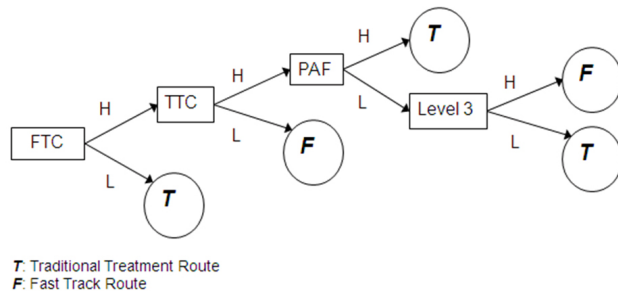 H
T
H
PAF
H
F
H
TTC
L
Level 3
H
L
F
L
T
FTC
L
T
T: Traditional Treatment Route
F: Fast Track Route